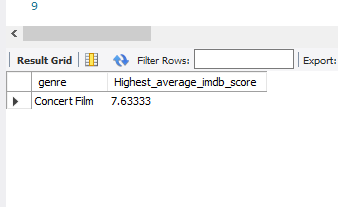 9
Result Grid Filter Rows: Export:
genre Highest_average_imdb_score
Concert Film 7.63333